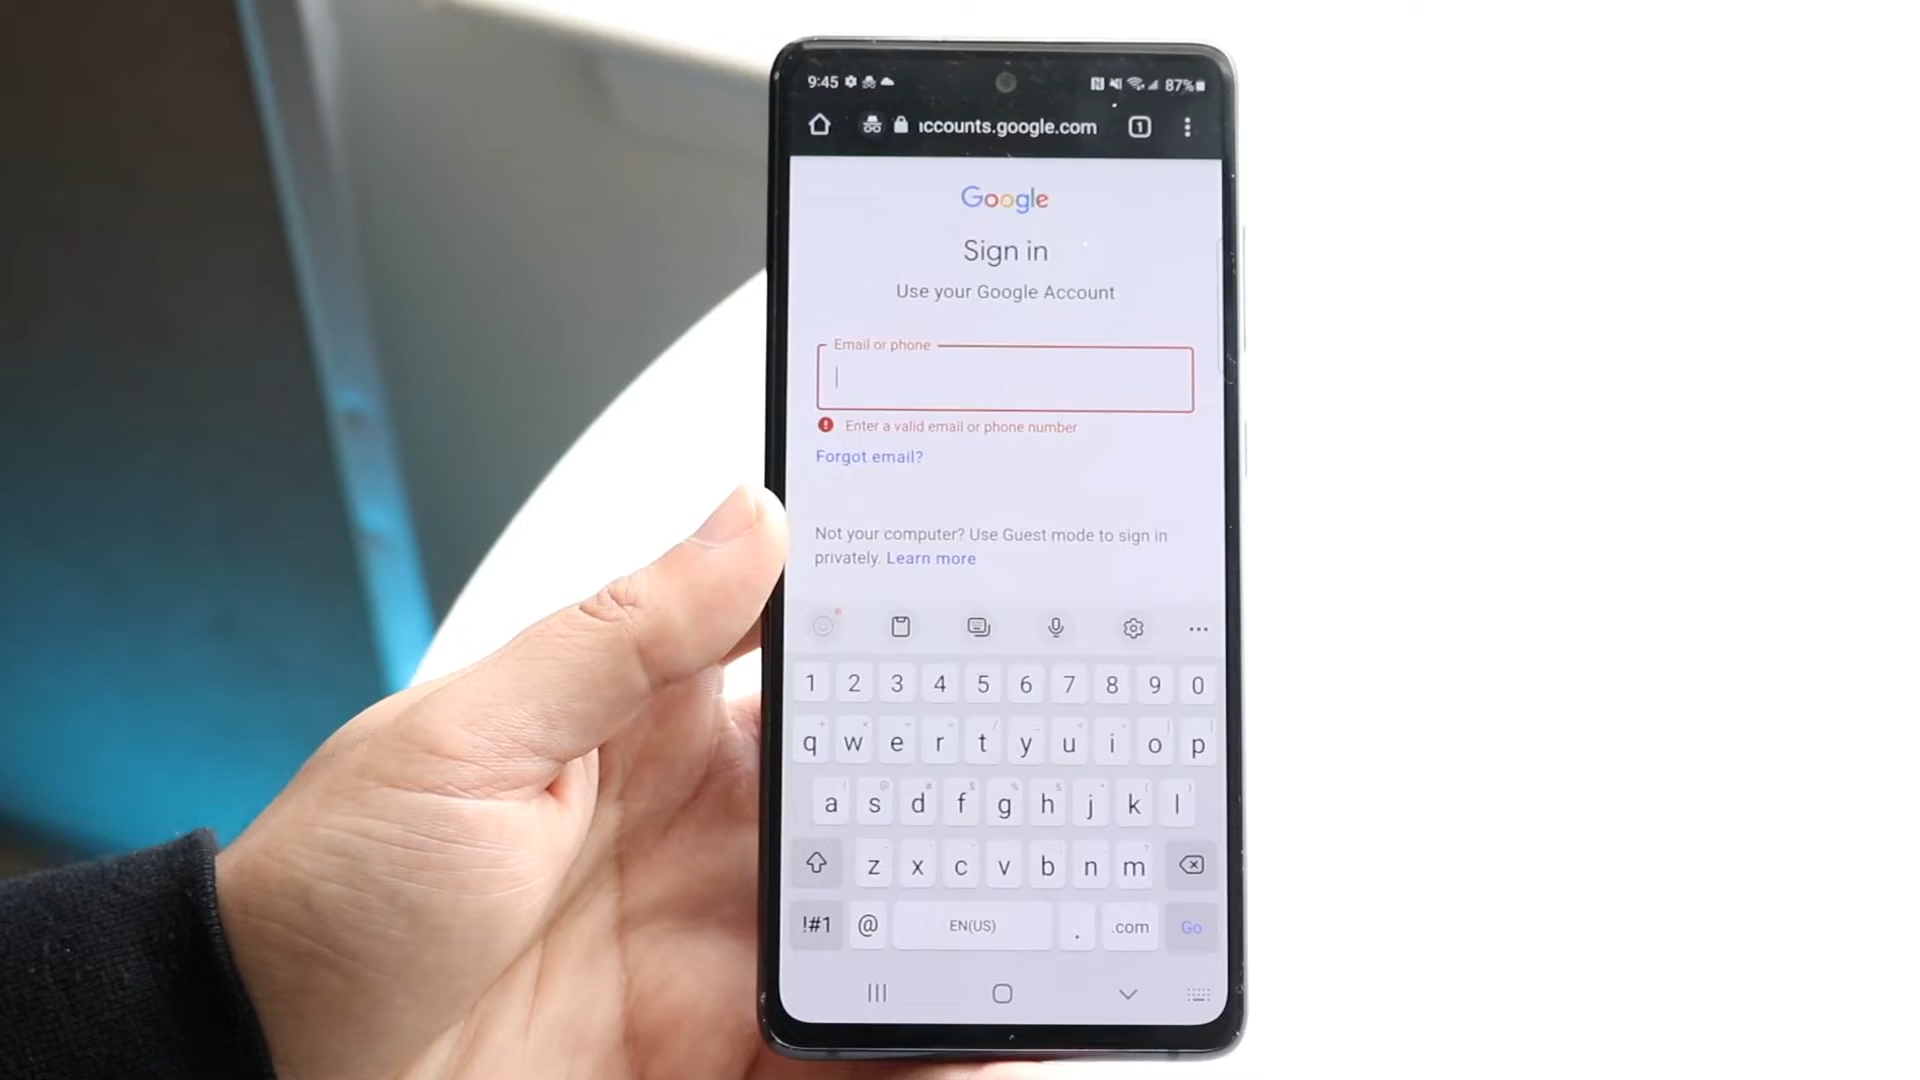 9:45
87%
accounts.google.com
1
Google
Sign in
Use your Google Account
Email or phone
Enter a valid email or phone number
Forgot email?
Not your computer? Use Guest mode to sign in
privately. Learn more
1 2 3 4 5 6 7 8 9 0
q w e r t y u i o p
a s d f g h j k l
z x c v b n m
!#1 @ EN(US) . .com Go